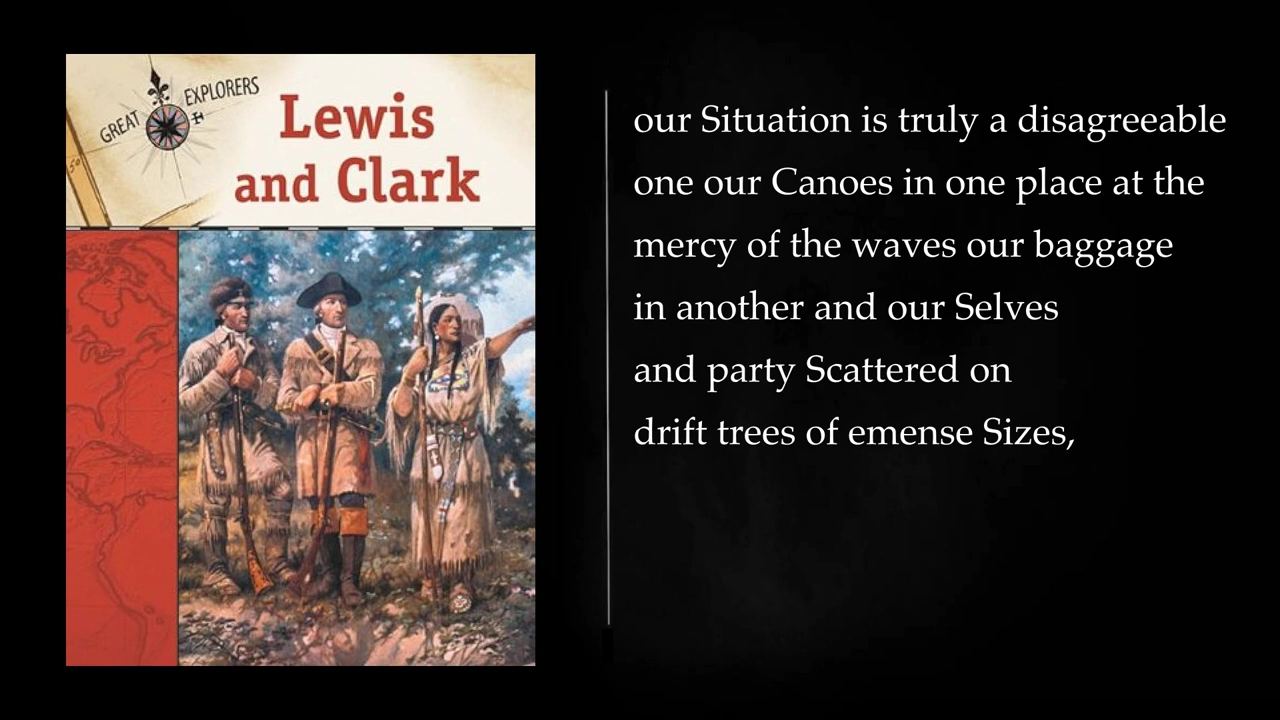 GREAT EXPLORERS
Lewis
and Clark
our Situation is truly a disagreeable
one our Canoes in one place at the
mercy of the waves our baggage
in another and our Selves
and party Scattered on
drift trees of emense Sizes,